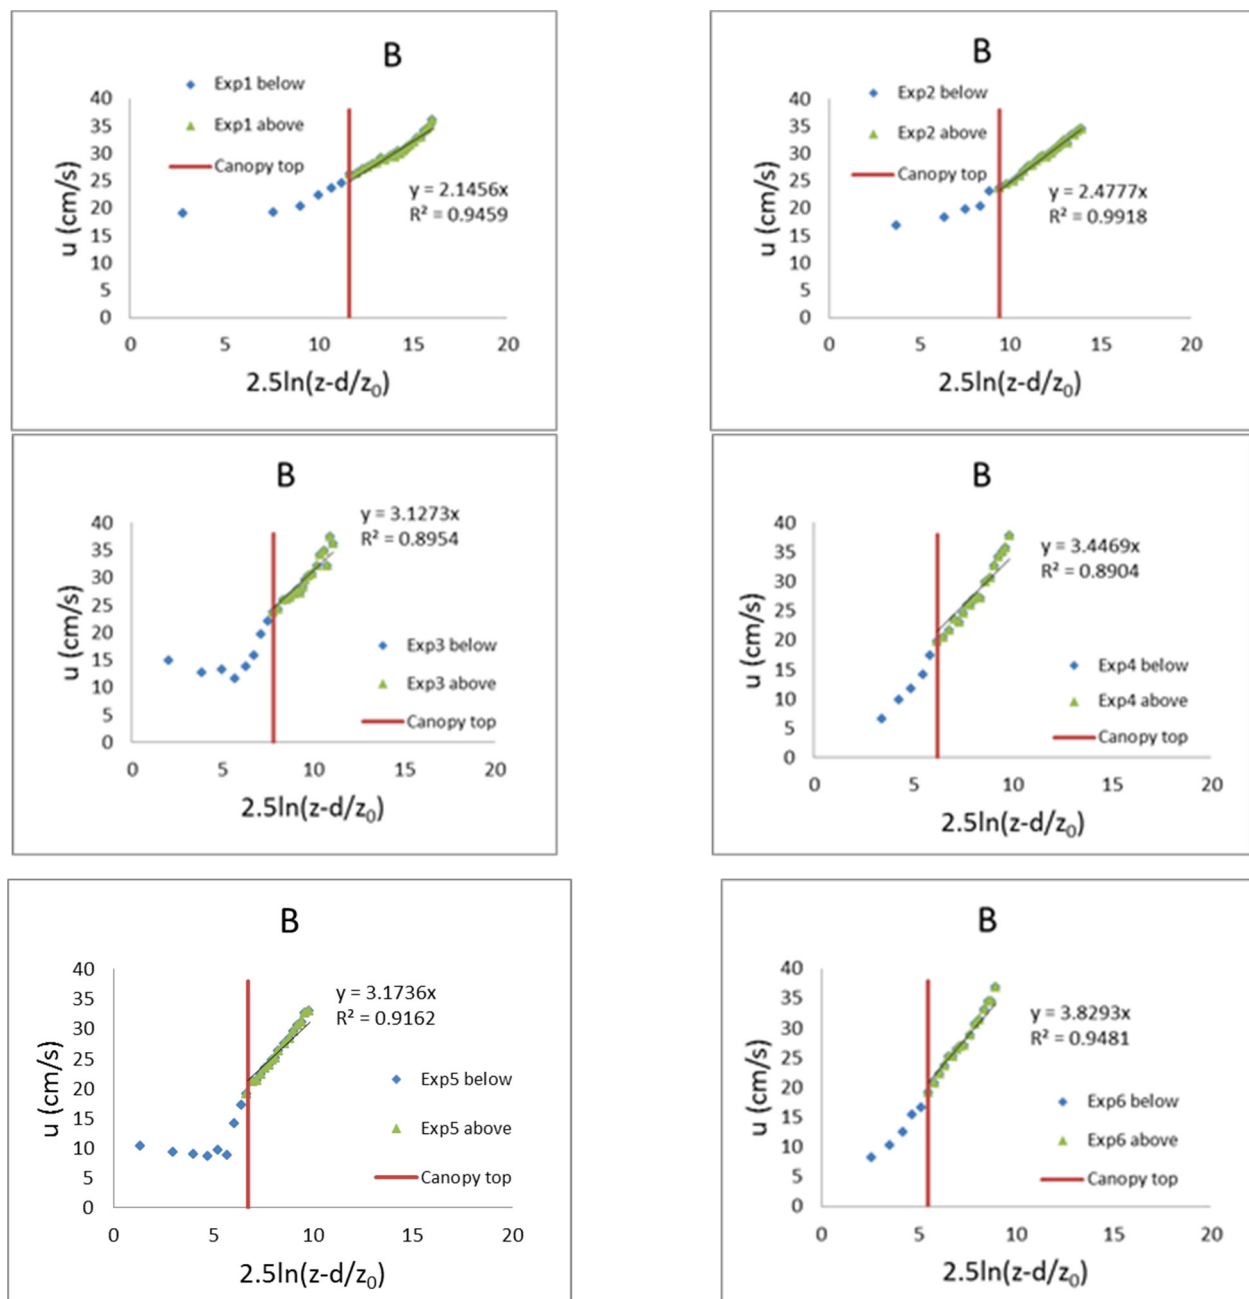 B
Exp1 below
Exp1 above
Canopy top
y = 2.1456x
R² = 0.9459
40
35
30
25
20
15
10
5
0
u (cm/s)
0 5 10 15 20
2.5ln(z-d/z₀)
B
Exp2 below
Exp2 above
Canopy top
y = 2.4777x
R² = 0.9918
40
35
30
25
20
15
10
5
0
u (cm/s)
0 5 10 15 20
2.5ln(z-d/z₀)
B
y = 3.1273x
R² = 0.8954
40
35
30
25
20
15
10
5
0
u (cm/s)
Exp3 below
Exp3 above
Canopy top
0 5 10 15 20
2.5ln(z-d/z₀)
B
y = 3.4469x
R² = 0.8904
40
35
30
25
20
15
10
5
0
u (cm/s)
Exp4 below
Exp4 above
Canopy top
0 5 10 15 20
2.5ln(z-d/z₀)
B
y = 3.1736x
R² = 0.9162
40
35
30
25
20
15
10
5
0
u (cm/s)
Exp5 below
Exp5 above
Canopy top
0 5 10 15 20
2.5ln(z-d/z₀)
B
y = 3.8293x
R² = 0.9481
40
35
30
25
20
15
10
5
0
u (cm/s)
Exp6 below
Exp6 above
Canopy top
0 5 10 15 20
2.5ln(z-d/z₀)